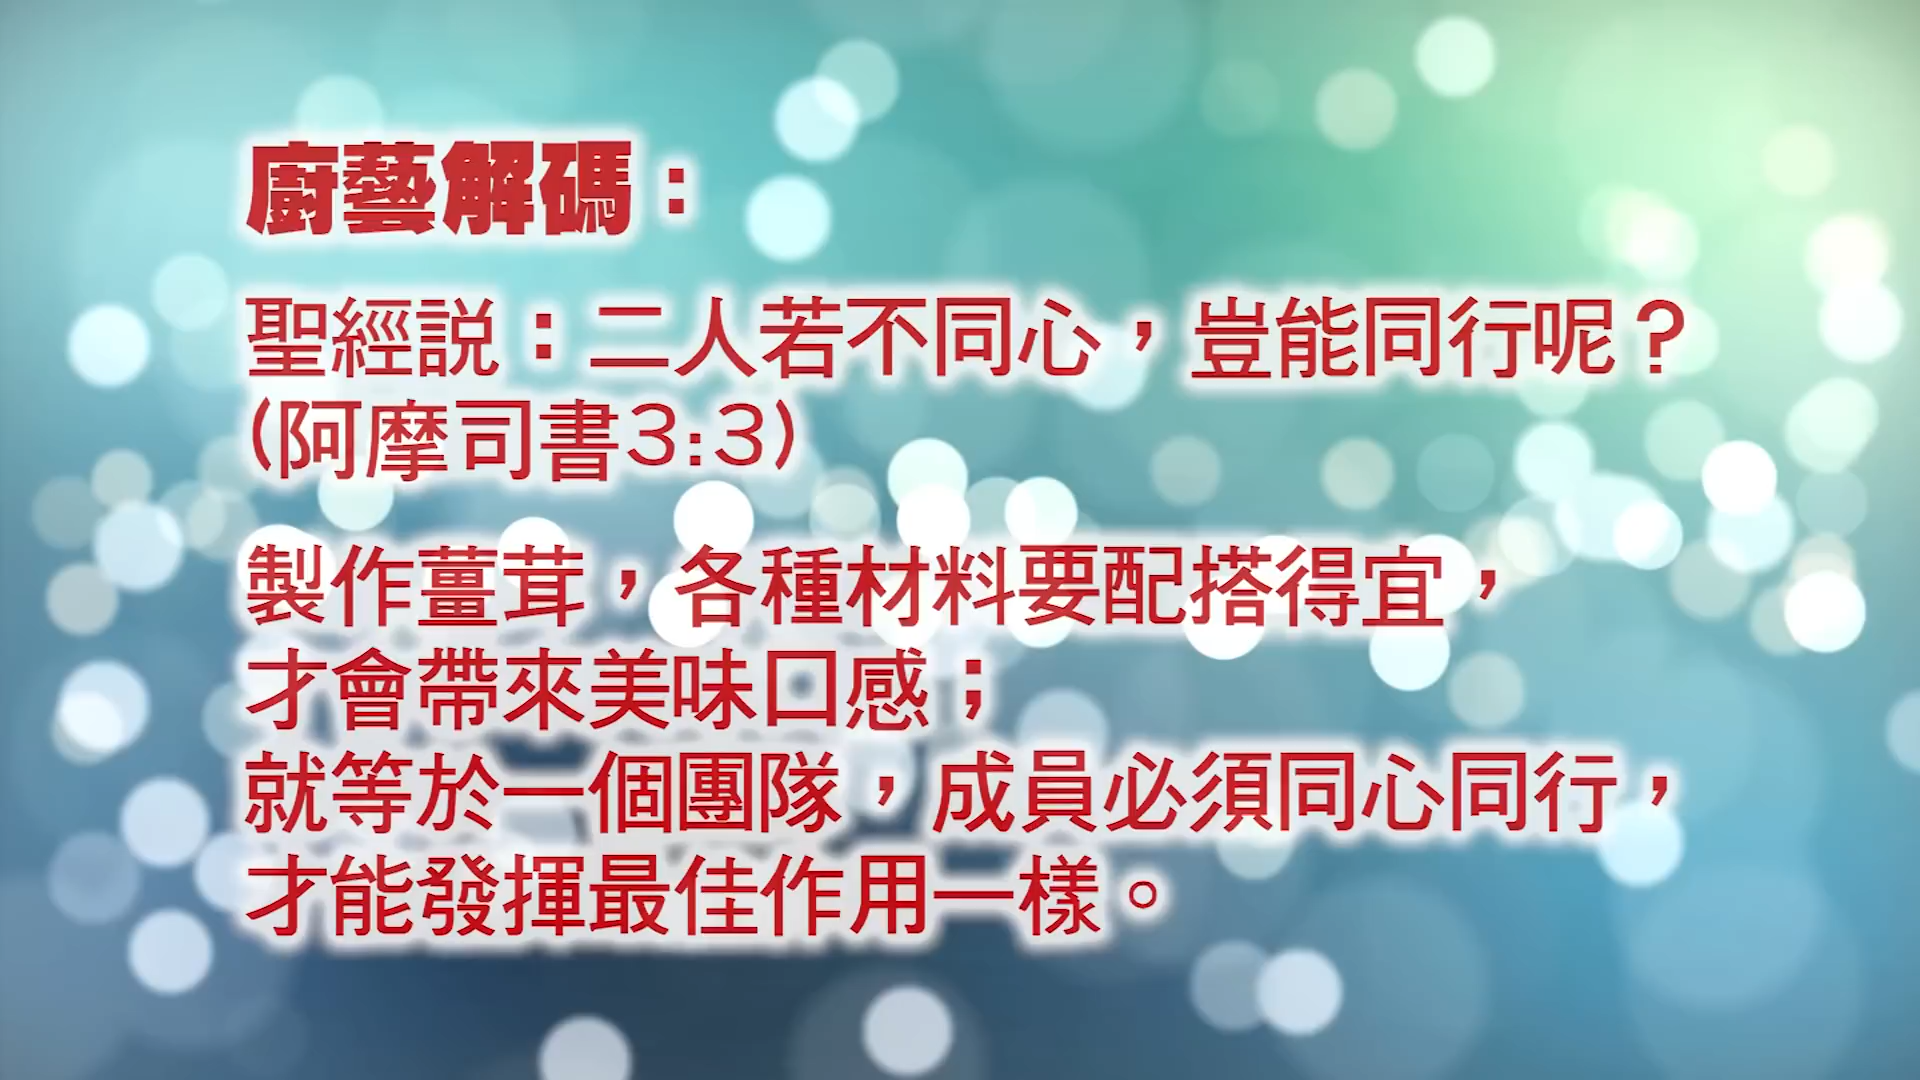 廚藝解碼：
聖經説：二人若不同心，豈能同行呢？
(阿摩司書3:3)
製作薑茸，各種材料要配搭得宜，
才會帶來美味口感；
就等於一個團隊，成員必須同心同行，
才能發揮最佳作用一樣。